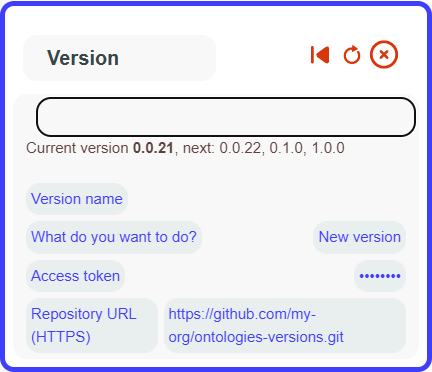 Version
Current version 0.0.21, next: 0.0.22, 0.1.0, 1.0.0
Version name
What do you want to do?
New version
Access token
••••••••
Repository URL
(HTTPS)
https://github.com/my-
org/ontologies-versions.git